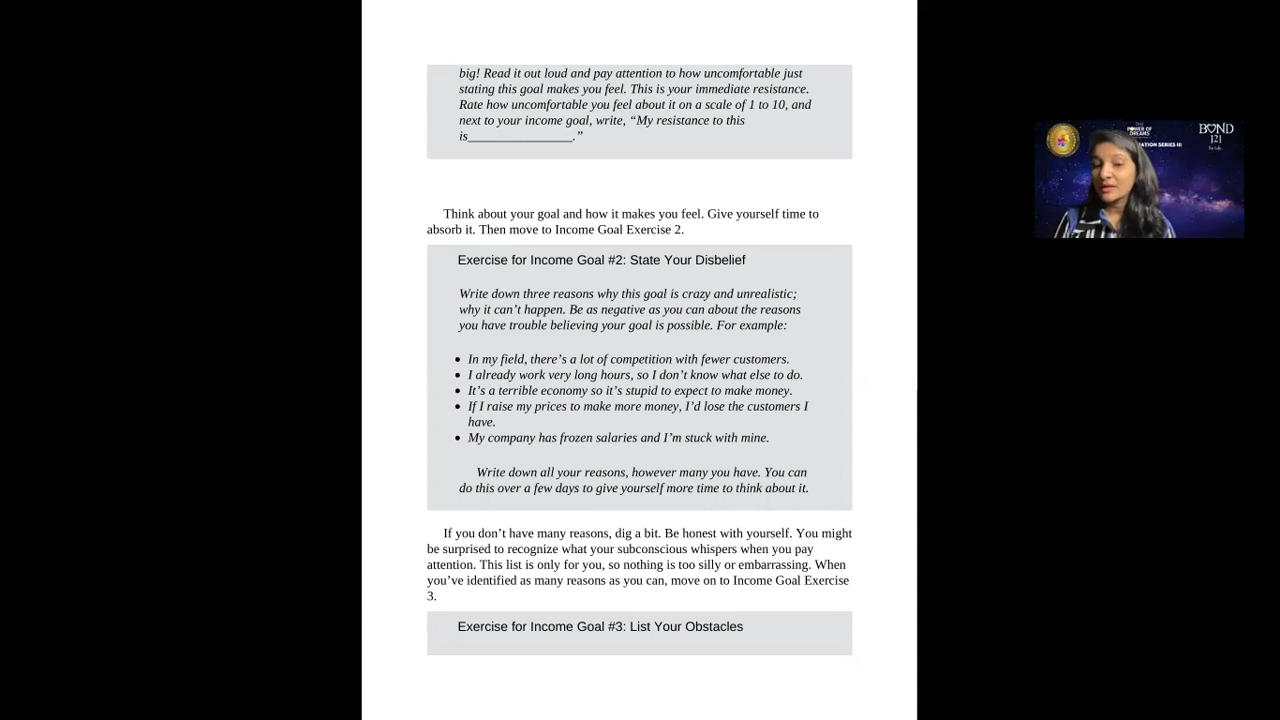 big! Read it out loud and pay attention to how uncomfortable just
stating this goal makes you feel. This is your immediate resistance.
Rate how uncomfortable you feel about it on a scale of 1 to 10, and
next to your income goal, write, “My resistance to this
is________________.”
Think about your goal and how it makes you feel. Give yourself time to
absorb it. Then move to Income Goal Exercise 2.
Exercise for Income Goal #2: State Your Disbelief
Write down three reasons why this goal is crazy and unrealistic;
why it can’t happen. Be as negative as you can about the reasons
you have trouble believing your goal is possible. For example:
• In my field, there’s a lot of competition with fewer customers.
• I already work very long hours, so I don’t know what else to do.
• It’s a terrible economy so it’s stupid to expect to make money.
• If I raise my prices to make more money, I’d lose the customers I
have.
• My company has frozen salaries and I’m stuck with mine.
Write down all your reasons, however many you have. You can
do this over a few days to give yourself more time to think about it.
If you don’t have many reasons, dig a bit. Be honest with yourself. You might
be surprised to recognize what your subconscious whispers when you pay
attention. This list is only for you, so nothing is too silly or embarrassing. When
you’ve identified as many reasons as you can, move on to Income Goal Exercise
3.
Exercise for Income Goal #3: List Your Obstacles
POWER OF
DREAMS
SERIES III
BOND
121